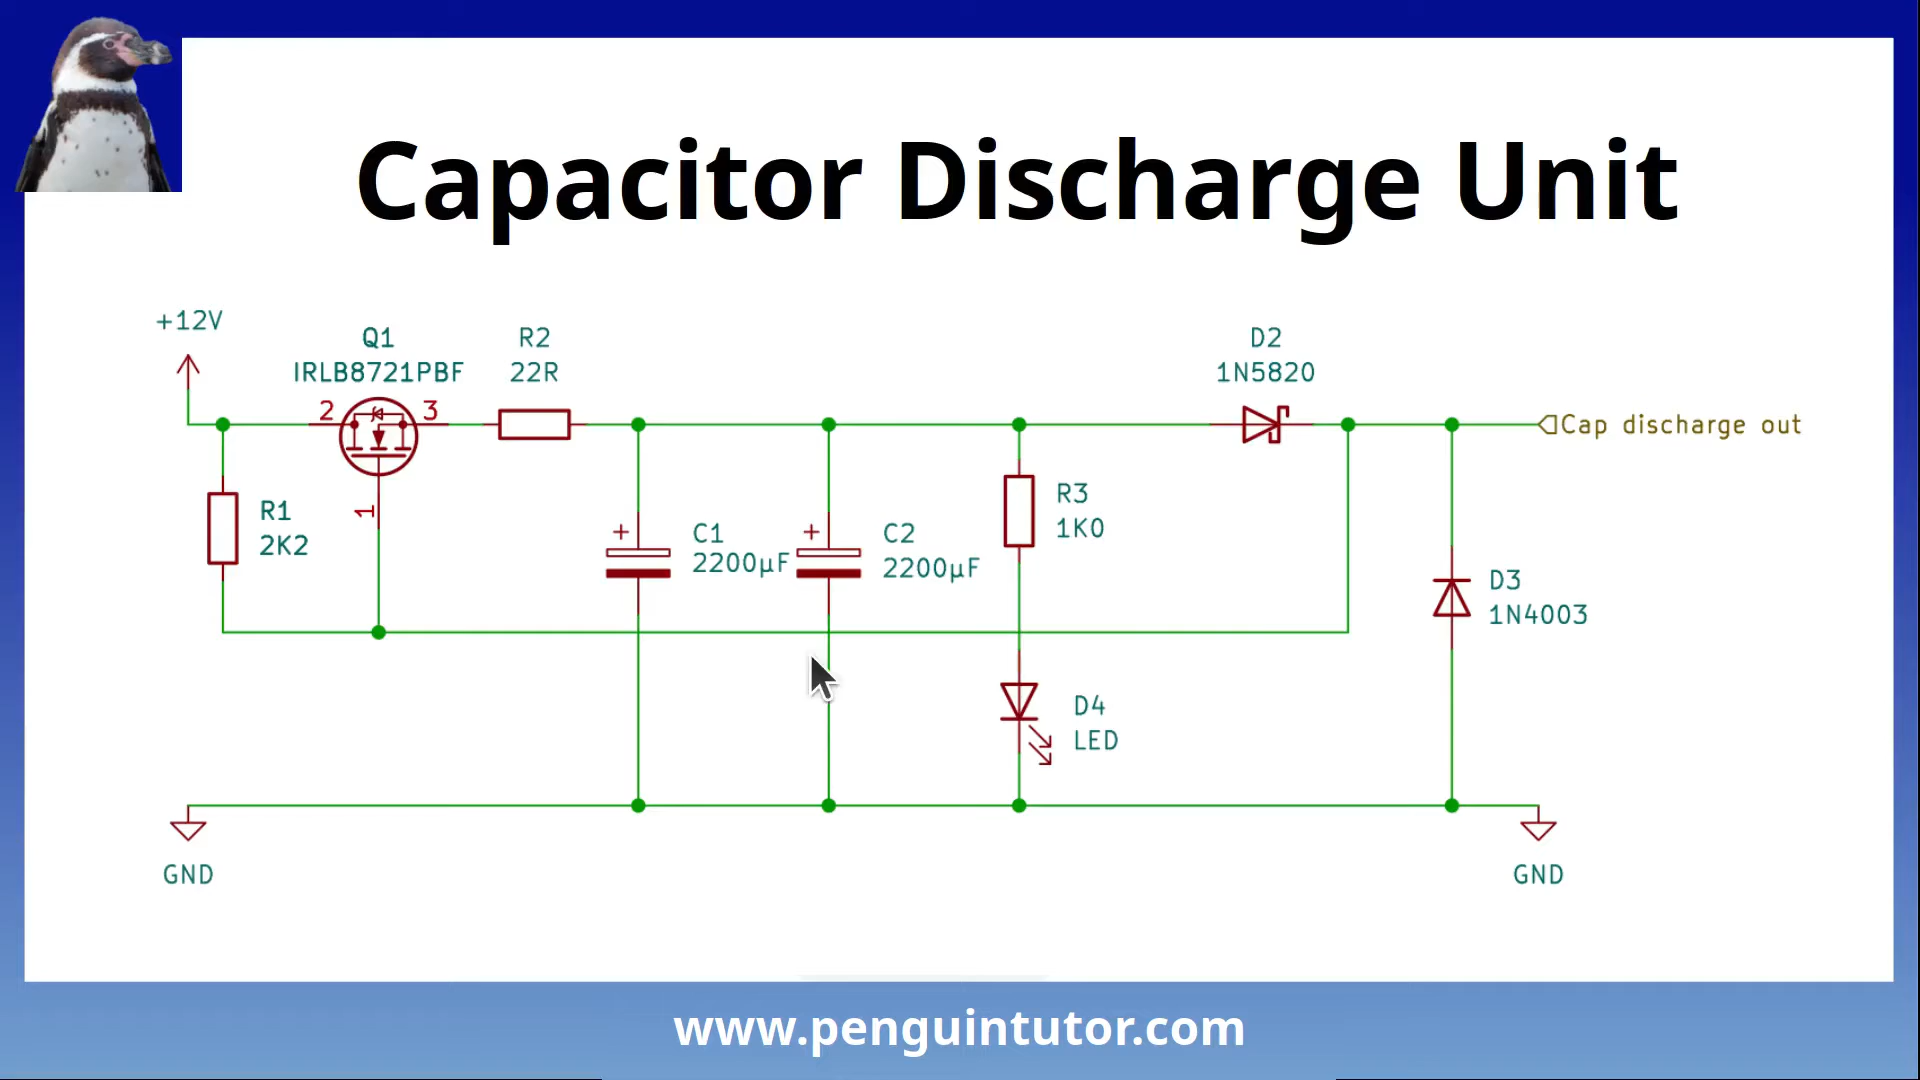 Capacitor Discharge Unit
+12V
Q1
IRLB8721PBF
R2
22R
D2
1N5820
2
3
1
Cap discharge out
R1
2K2
+
C1
2200µF
+
C2
2200µF
R3
1K0
D3
1N4003
D4
LED
GND
GND
www.penguintutor.com